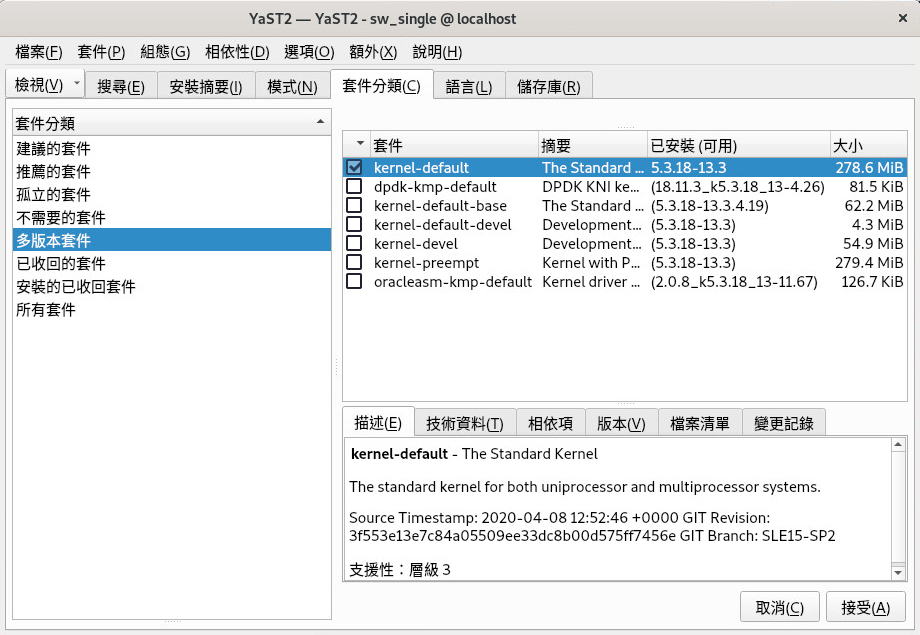 YaST2 — YaST2 - sw_single @ localhost
檔案(F) 套件(P) 組態(G) 相依性(D) 選項(O) 額外(X) 說明(H)
檢視(V) 搜尋(E) 安裝摘要(I) 模式(N) 套件分類(C) 語言(L) 儲存庫(R)
套件分類
建議的套件
推薦的套件
孤立的套件
不需要的套件
多版本套件
已收回的套件
安裝的已收回套件
所有套件
套件 摘要 已安裝 (可用) 大小
kernel-default The Standard ... 5.3.18-13.3 278.6 MiB
dpdk-kmp-default DPDK KNI ke... (18.11.3_k5.3.18_13-4.26) 81.5 KiB
kernel-default-base The Standard ... (5.3.18-13.3.4.19) 62.2 MiB
kernel-default-devel Development... (5.3.18-13.3) 4.3 MiB
kernel-devel Development... (5.3.18-13.3) 54.9 MiB
kernel-preempt Kernel with P... (5.3.18-13.3) 279.4 MiB
oracleasm-kmp-default Kernel driver ... (2.0.8_k5.3.18_13-11.67) 126.7 KiB
描述(E) 技術資料(T) 相依項 版本(V) 檔案清單 變更記錄
kernel-default - The Standard Kernel
The standard kernel for both uniprocessor and multiprocessor systems.
Source Timestamp: 2020-04-08 12:52:46 +0000 GIT Revision:
3f553e13e7c84a05509ee33dc8b00d575ff7456e GIT Branch: SLE15-SP2
支援性：層級 3
取消(C) 接受(A)